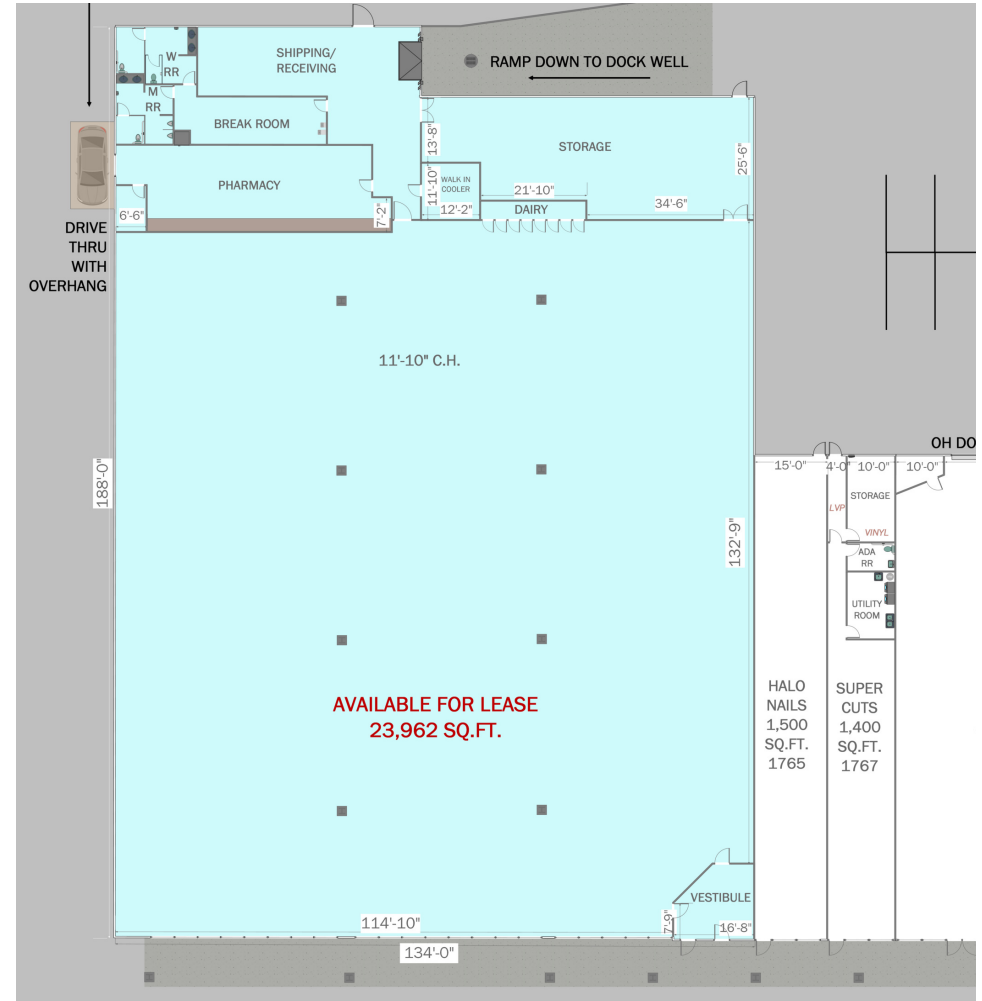 SHIPPING/
RECEIVING
W
RR
M
RR
BREAK ROOM
PHARMACY
RAMP DOWN TO DOCK WELL
STORAGE
13'-8"
25'-6"
11'-10"
WALK IN
COOLER
12'-2"
21'-10"
DAIRY
34'-6"
6'-6"
7'-2"
DRIVE
THRU
WITH
OVERHANG
11'-10" C.H.
188'-0"
132'-9"
OH DO
15'-0"
4'-0"
10'-0"
10'-0"
STORAGE
LVP
VINYL
ADA
RR
UTILITY
ROOM
AVAILABLE FOR LEASE
23,962 SQ.FT.
HALO
NAILS
1,500
SQ.FT.
1765
SUPER
CUTS
1,400
SQ.FT.
1767
VESTIBULE
7'-9"
16'-8"
114'-10"
134'-0"